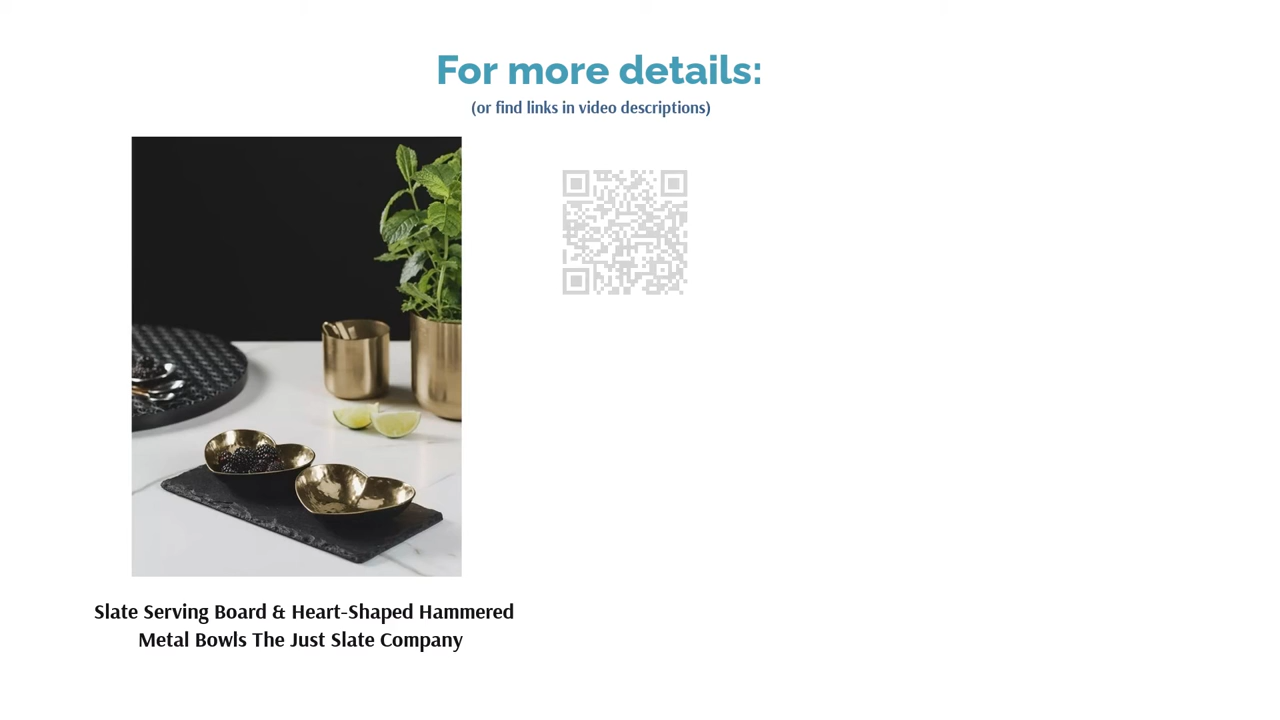 For more details:
(or find links in video descriptions)
Slate Serving Board & Heart-Shaped Hammered
Metal Bowls The Just Slate Company